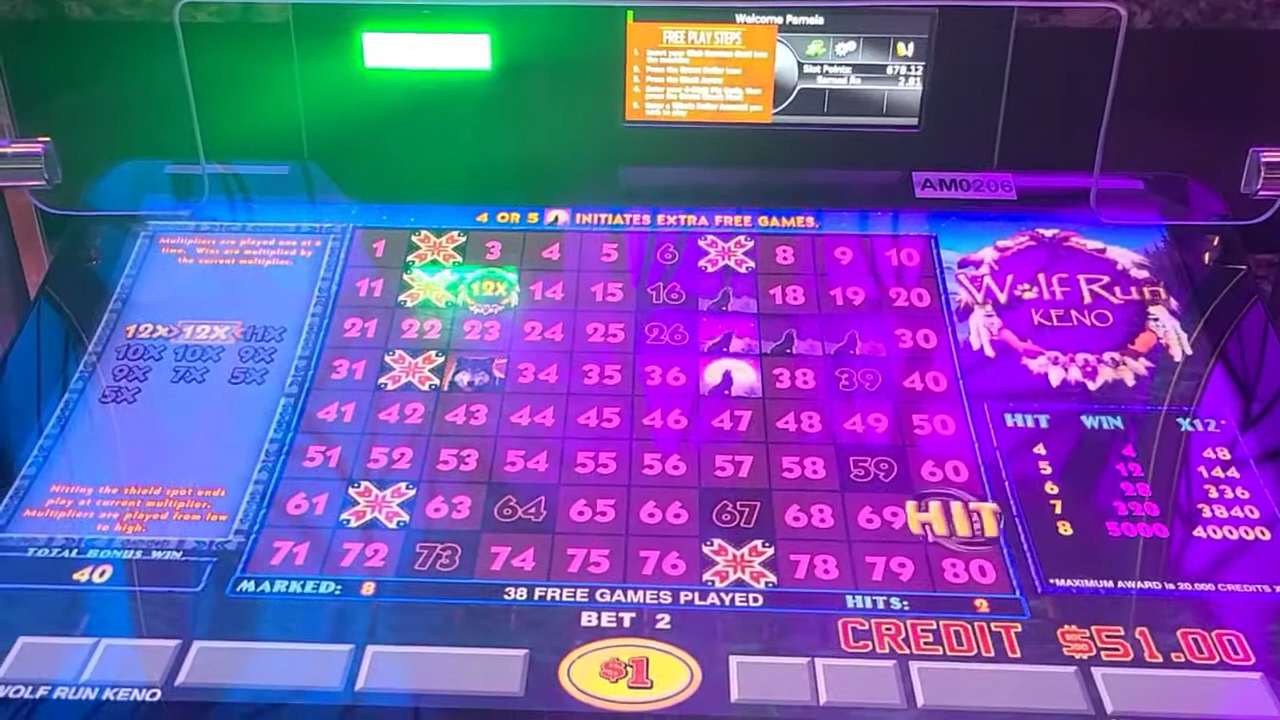 Welcome Pamela
FREE PLAY STEPS
Slot Points: 678.12
2.01
AM0206
4 OR 5 INITIATES EXTRA FREE GAMES.
Multipliers are played one at a
time. Wins are multiplied by
the current multiplier.
12X 12X 11X
10X 10X 9X
9X 7X 5X
5X
Hitting the shield spot ends
play at current multiplier.
Multipliers are played from low
to high.
TOTAL BONUS WIN
40
1 3 4 5 6 8 9 10
11 12X 14 15 16 18 19 20
21 22 23 24 25 26 30
31 34 35 36 38 39 40
41 42 43 44 45 46 47 48 49 50
51 52 53 54 55 56 57 58 59 60
61 63 64 65 66 67 68 69 HIT
71 72 73 74 75 76 78 79 80
MARKED: 8
38 FREE GAMES PLAYED
HITS: 2
Wolf Run
KENO
HIT WIN X12*
4 4 48
5 12 144
6 28 336
7 320 3840
8 5000 40000
*MAXIMUM AWARD IS 20,000 CREDITS
BET 2
CREDIT $51.00
$1
WOLF RUN KENO